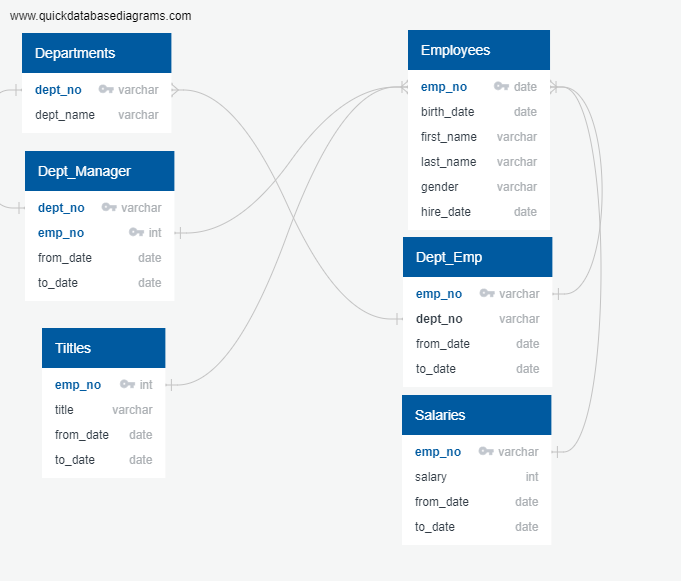 www.quickdatabasediagrams.com
Departments
dept_no varchar
dept_name varchar
Dept_Manager
dept_no varchar
emp_no int
from_date date
to_date date
Tiltles
emp_no int
title varchar
from_date date
to_date date
Employees
emp_no date
birth_date date
first_name varchar
last_name varchar
gender varchar
hire_date date
Dept_Emp
emp_no varchar
dept_no varchar
from_date date
to_date date
Salaries
emp_no varchar
salary int
from_date date
to_date date